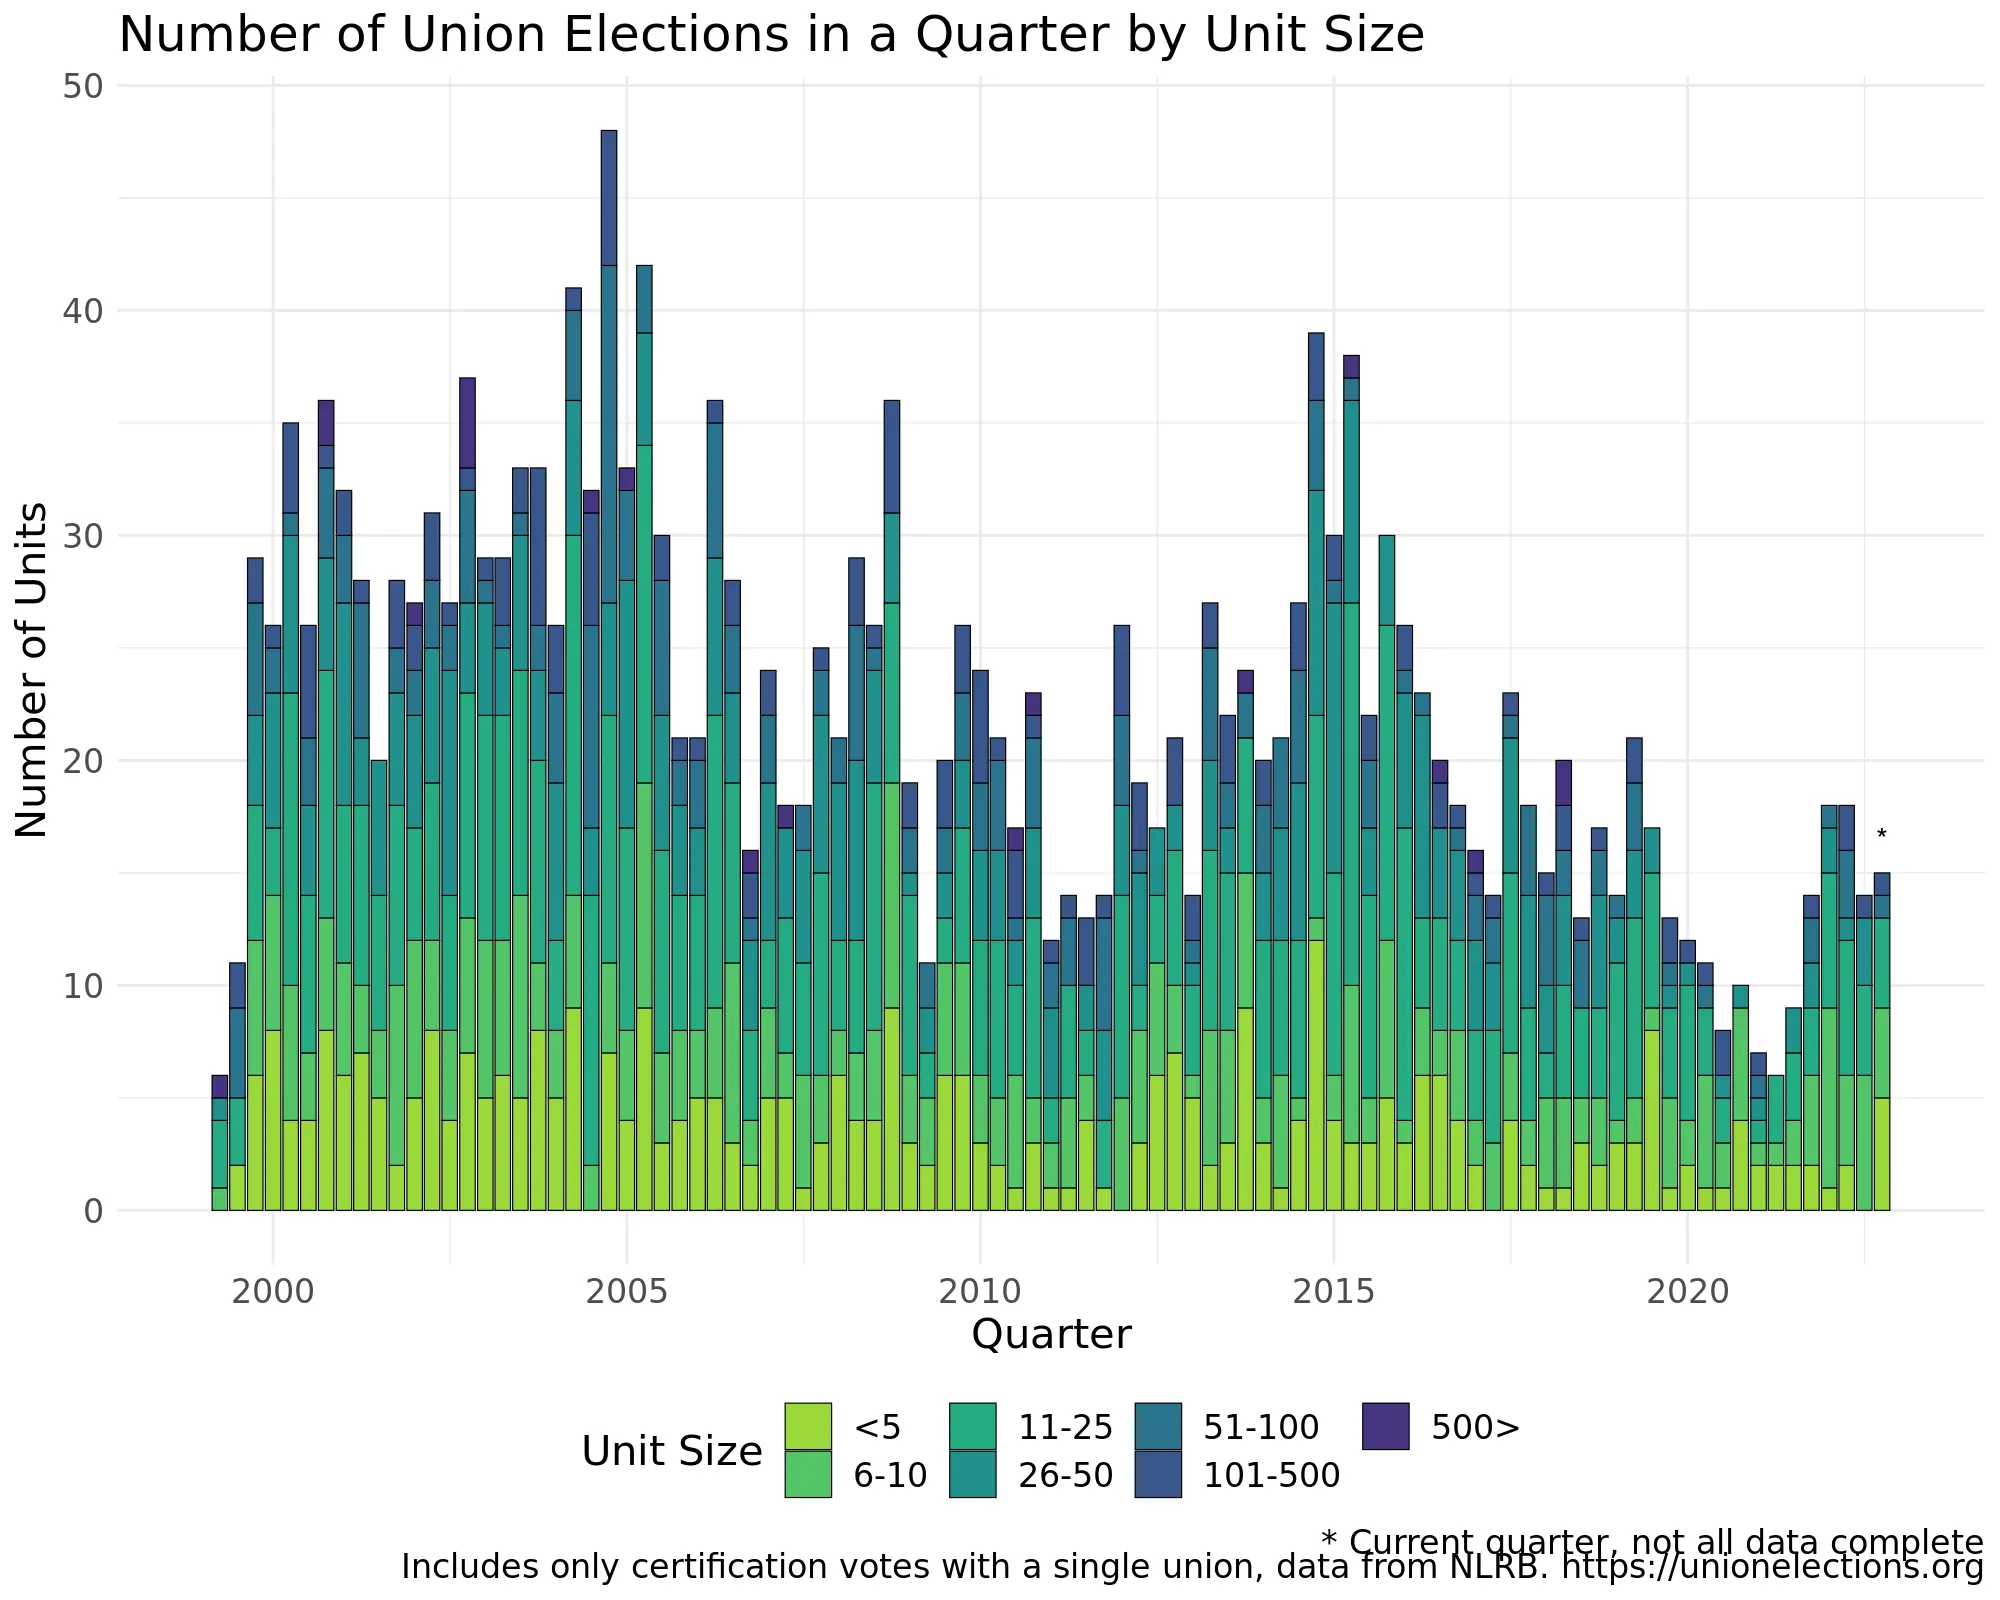 Number of Union Elections in a Quarter by Unit Size
50
40
30
20
10
0
Number of Units
*
2000 2005 2010 2015 2020
Quarter
Unit Size
<5 11-25 51-100 500>
6-10 26-50 101-500
* Current quarter, not all data complete
Includes only certification votes with a single union, data from NLRB. https://unionelections.org